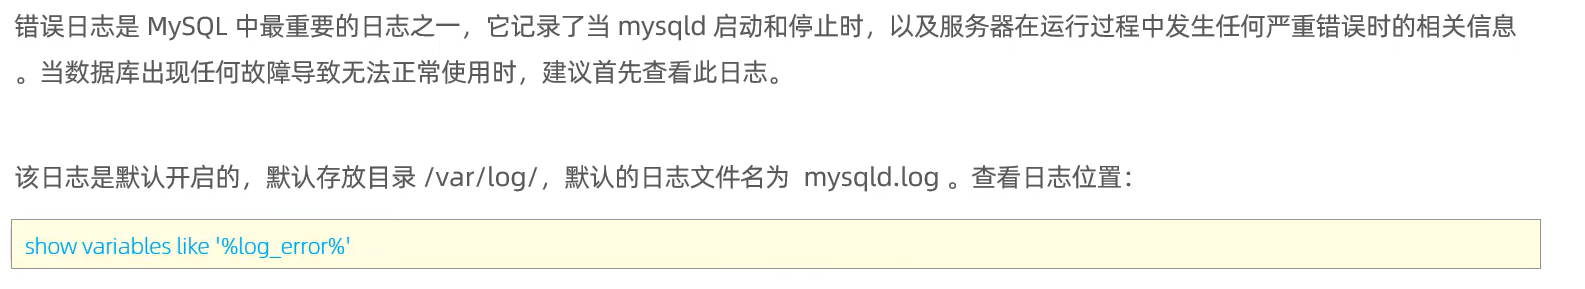 错误日志是 MySQL 中最重要的日志之一，它记录了当 mysqld 启动和停止时，以及服务器在运行过程中发生任何严重错误时的相关信息
。当数据库出现任何故障导致无法正常使用时，建议首先查看此日志。
该日志是默认开启的，默认存放目录 /var/log/，默认的日志文件名为 mysqld.log 。查看日志位置：
show variables like '%log_error%'